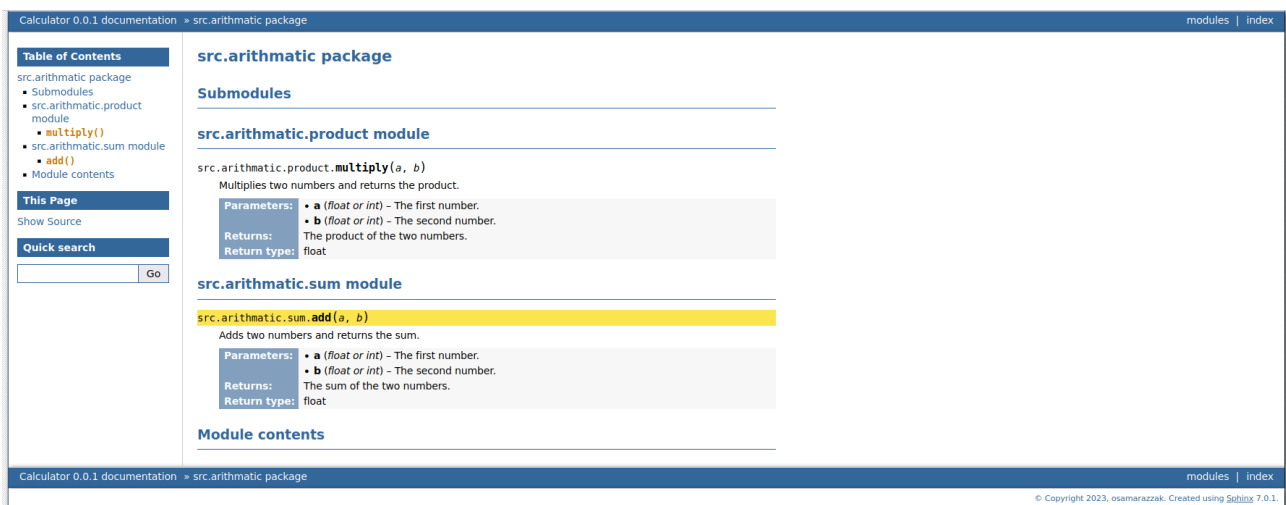 Calculator 0.0.1 documentation » src.arithmatic package modules | index
Table of Contents
src.arithmatic package
Submodules
src.arithmatic.product
module
multiply()
src.arithmatic.sum module
add()
Module contents
This Page
Show Source
Quick search
Go
src.arithmatic package
Submodules
src.arithmatic.product module
src.arithmatic.product.multiply(a, b)
Multiplies two numbers and returns the product.
Parameters: • a (float or int) – The first number.
• b (float or int) – The second number.
Returns: The product of the two numbers.
Return type: float
src.arithmatic.sum module
src.arithmatic.sum.add(a, b)
Adds two numbers and returns the sum.
Parameters: • a (float or int) – The first number.
• b (float or int) – The second number.
Returns: The sum of the two numbers.
Return type: float
Module contents
Calculator 0.0.1 documentation » src.arithmatic package modules | index
© Copyright 2023, osamarazzak. Created using Sphinx 7.0.1.